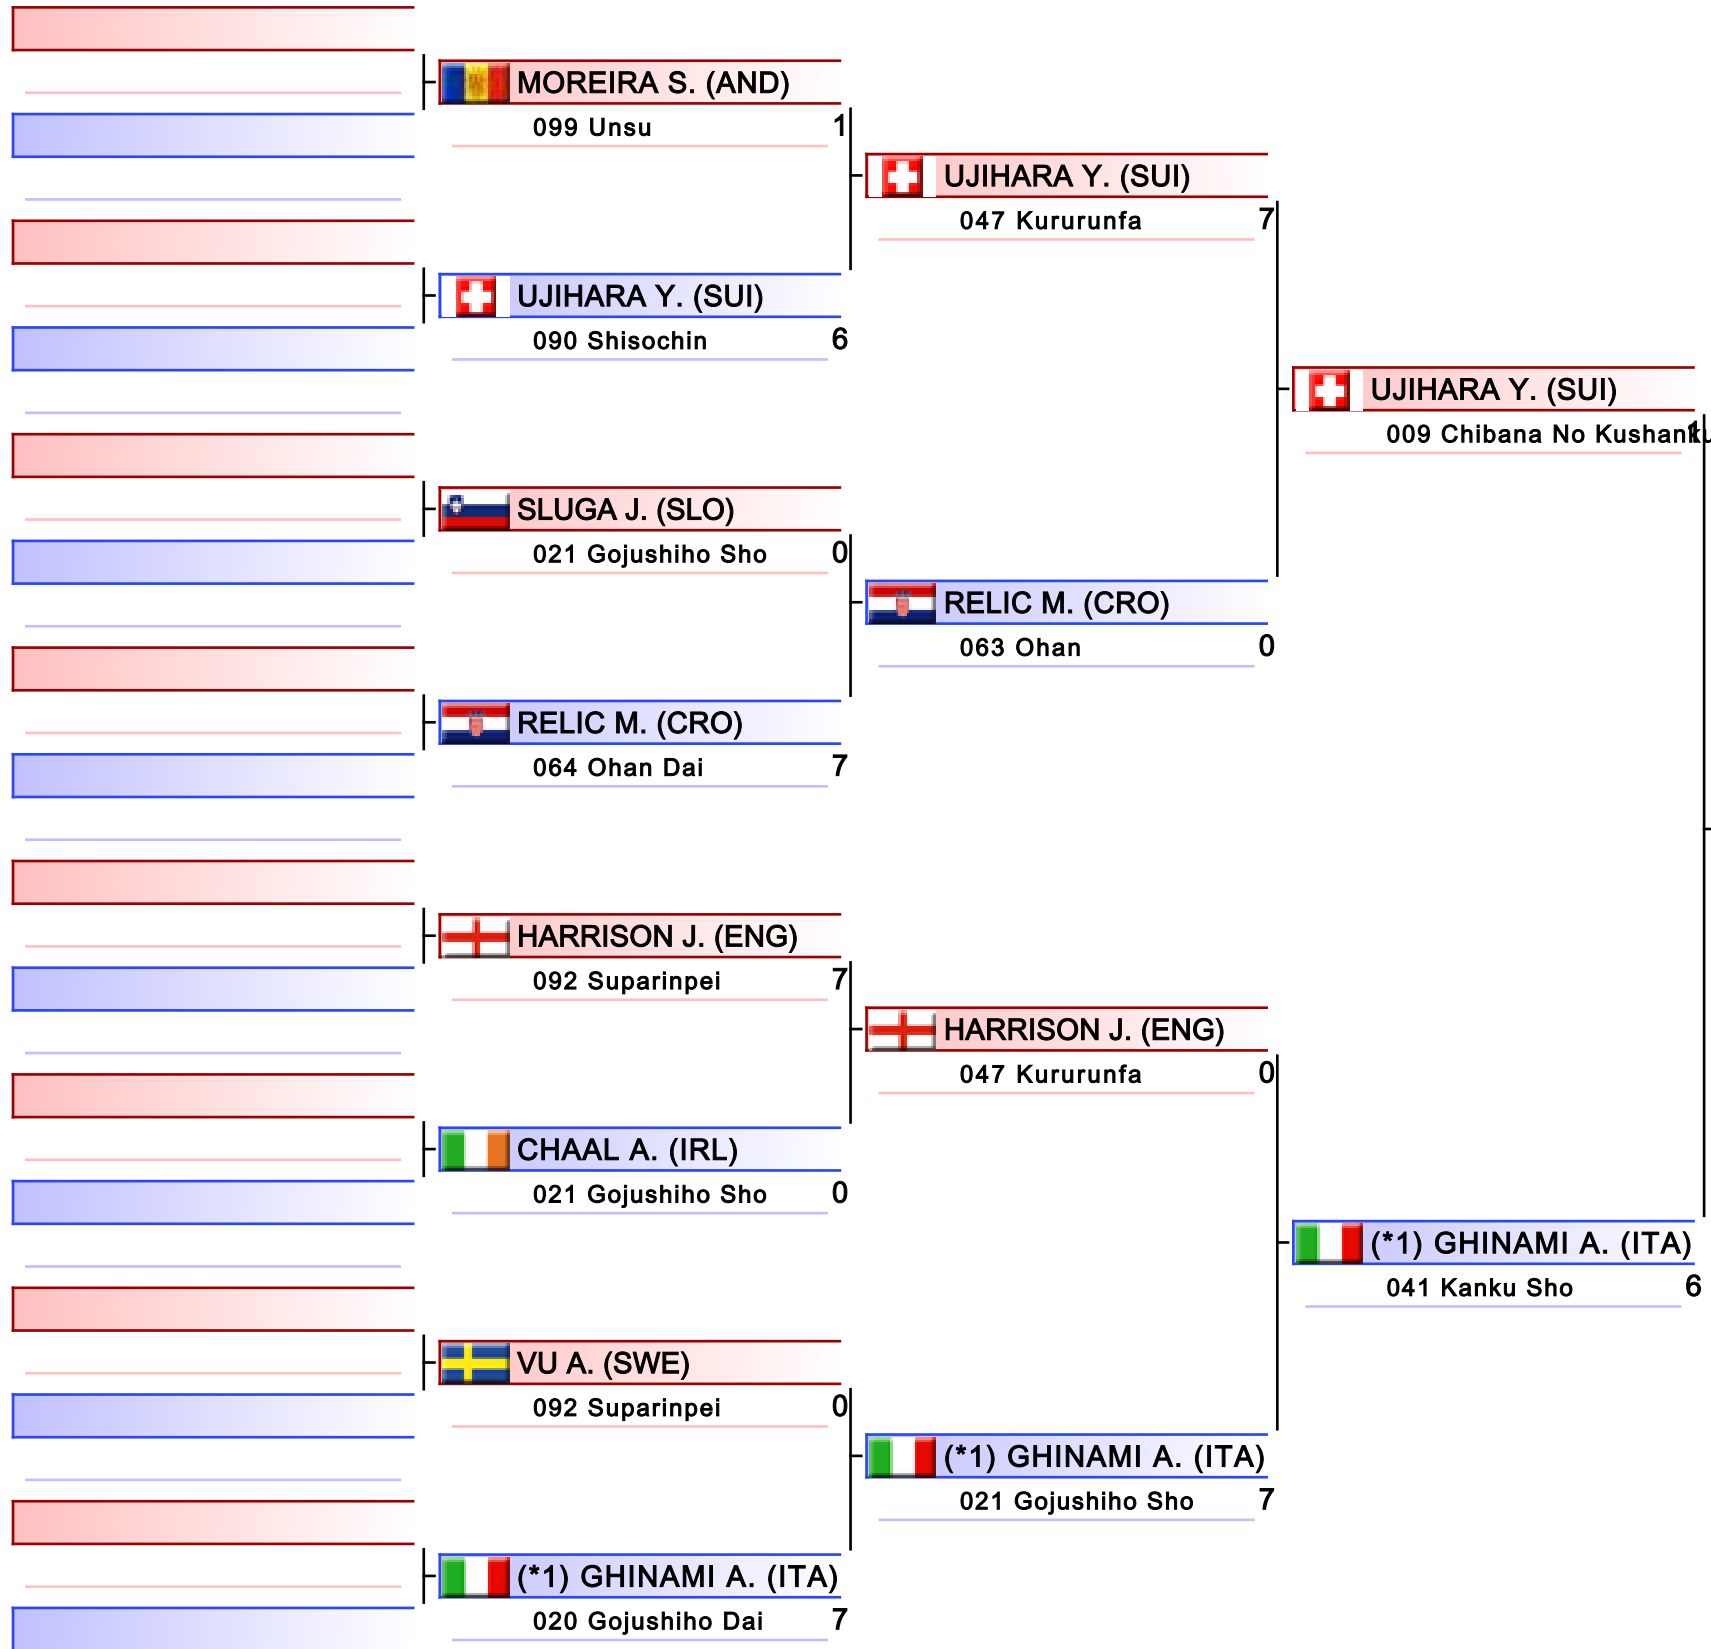 MOREIRA S. (AND)
099 Unsu 1
UJIHARA Y. (SUI)
047 Kururunfa 7
UJIHARA Y. (SUI)
090 Shisochin 6
UJIHARA Y. (SUI)
009 Chibana No Kushanku 1
SLUGA J. (SLO)
021 Gojushiho Sho 0
RELIC M. (CRO)
063 Ohan 0
RELIC M. (CRO)
064 Ohan Dai 7
HARRISON J. (ENG)
092 Suparinpei 7
HARRISON J. (ENG)
047 Kururunfa 0
CHAAL A. (IRL)
021 Gojushiho Sho 0
(*1) GHINAMI A. (ITA)
041 Kanku Sho 6
VU A. (SWE)
092 Suparinpei 0
(*1) GHINAMI A. (ITA)
021 Gojushiho Sho 7
(*1) GHINAMI A. (ITA)
020 Gojushiho Dai 7